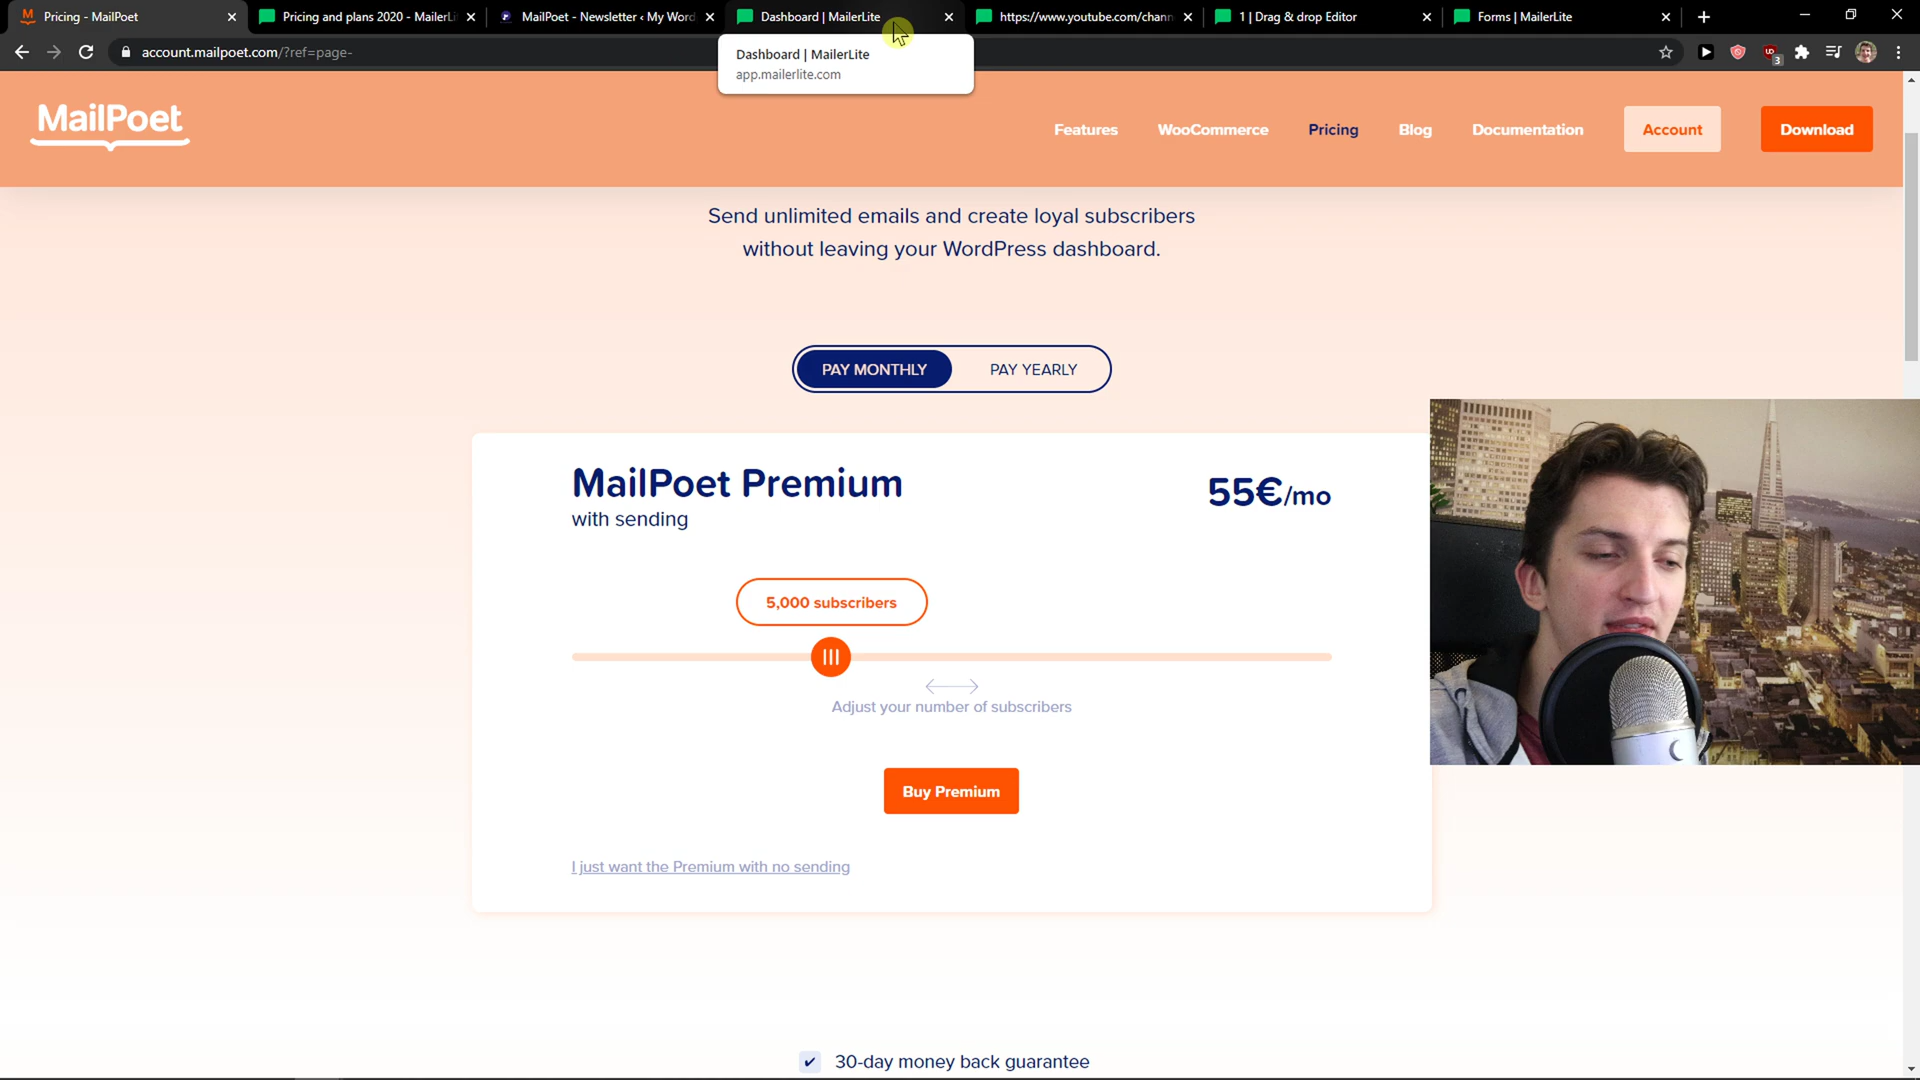 Pricing - MailPoet
Pricing and plans 2020 - MailerLi
MailPoet - Newsletter ‹ My Word
Dashboard | MailerLite
https://www.youtube.com/chann
1 | Drag & drop Editor
Forms | MailerLite
account.mailpoet.com/?ref=page-
3
Dashboard | MailerLite
app.mailerlite.com
MailPoet
Features
WooCommerce
Pricing
Blog
Documentation
Account
Download
Send unlimited emails and create loyal subscribers
without leaving your WordPress dashboard.
PAY MONTHLY
PAY YEARLY
MailPoet Premium
55€/mo
with sending
5,000 subscribers
Adjust your number of subscribers
Buy Premium
I just want the Premium with no sending
30-day money back guarantee